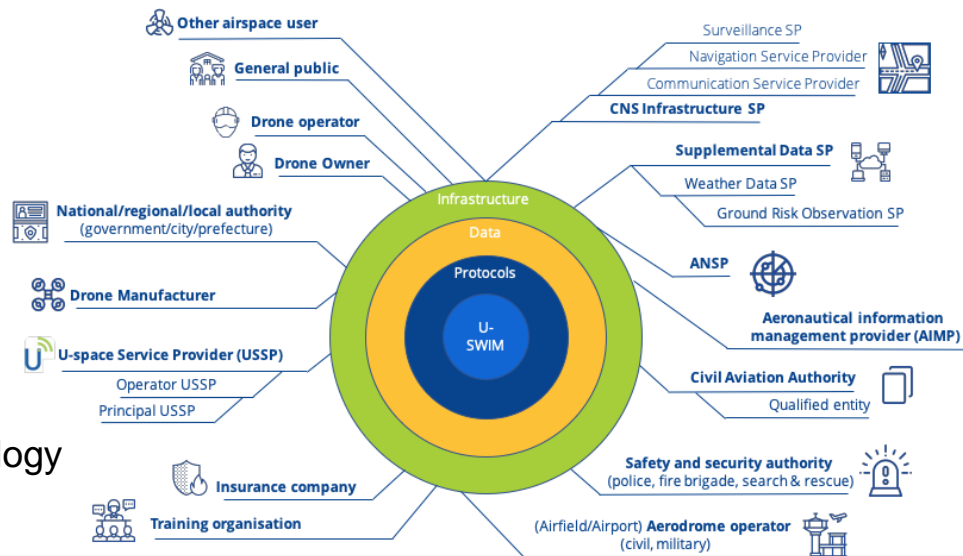 Other airspace user
General public
Drone operator
Drone Owner
National/regional/local authority
(government/city/prefecture)
Drone Manufacturer
U
U-space Service Provider (USSP)
Operator USSP
Principal USSP
logy
Insurance company
Training organisation
Infrastructure
Data
Protocols
U-
SWIM
Surveillance SP
Navigation Service Provider
Communication Service Provider
CNS Infrastructure SP
Supplemental Data SP
Weather Data SP
Ground Risk Observation SP
ANSP
Aeronautical information
management provider (AIMP)
Civil Aviation Authority
Qualified entity
Safety and security authority
(police, fire brigade, search & rescue)
(Airfield/Airport) Aerodrome operator
(civil, military)